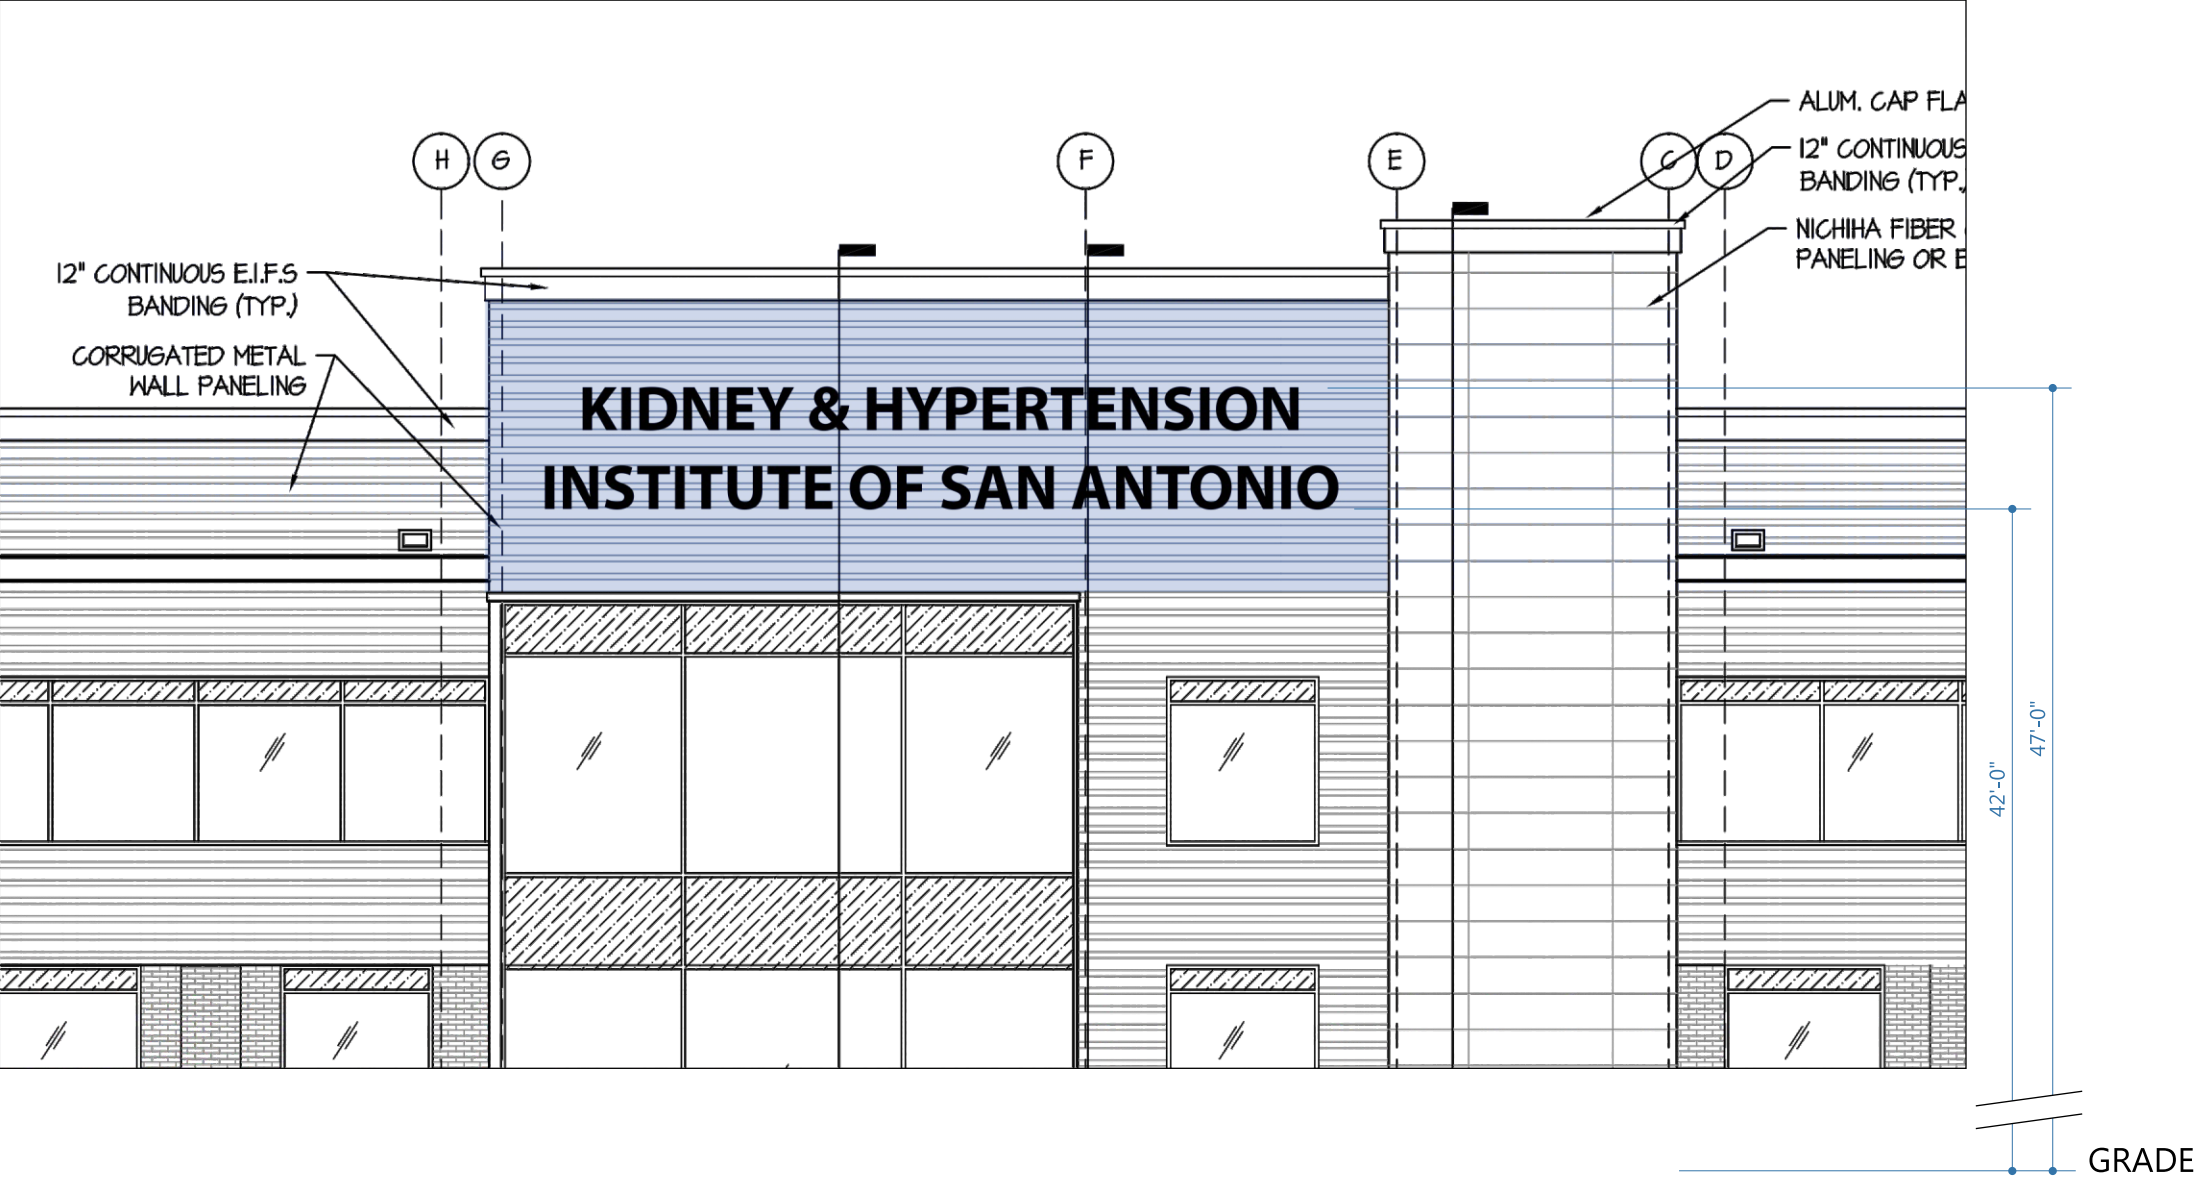 ALUM. CAP FLA
H
G
F
E
C
D
12" CONTINUOUS
BANDING (TYP.)
NICHIHA FIBER
PANELING OR E
12" CONTINUOUS E.I.F.S
BANDING (TYP.)
CORRUGATED METAL
WALL PANELING
KIDNEY & HYPERTENSION
INSTITUTE OF SAN ANTONIO
47'-0"
42'-0"
GRADE